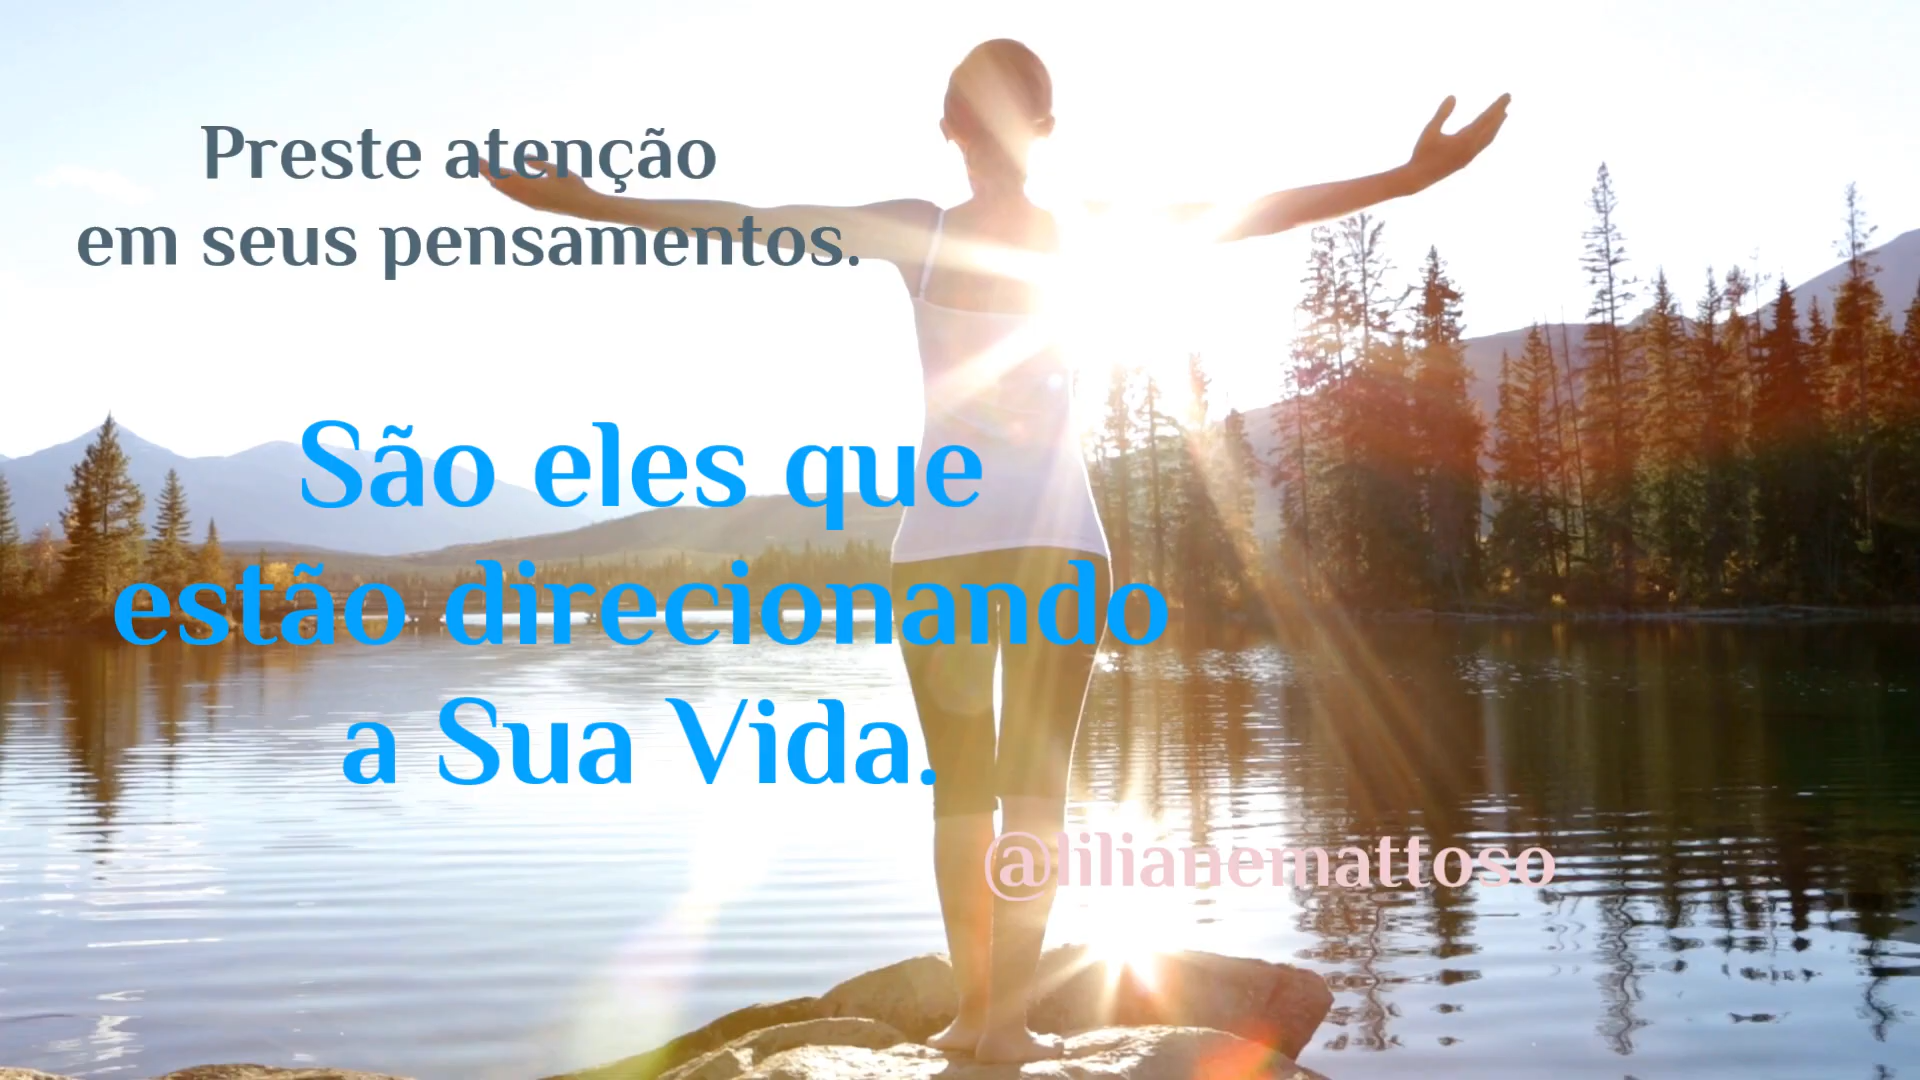 Preste atenção
em seus pensamentos.
São eles que
estão direcionando
a Sua Vida.
@lilianemattoso